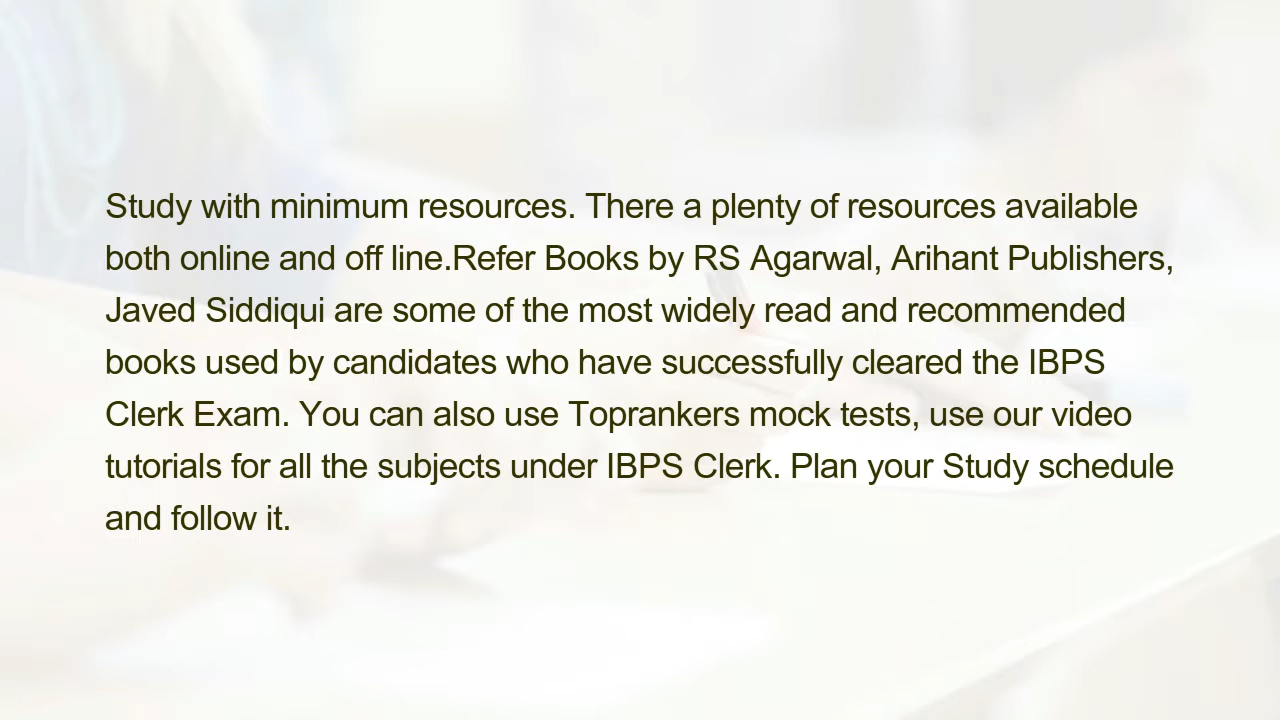 Study with minimum resources. There a plenty of resources available
both online and off line.Refer Books by RS Agarwal, Arihant Publishers,
Javed Siddiqui are some of the most widely read and recommended
books used by candidates who have successfully cleared the IBPS
Clerk Exam. You can also use Toprankers mock tests, use our video
tutorials for all the subjects under IBPS Clerk. Plan your Study schedule
and follow it.